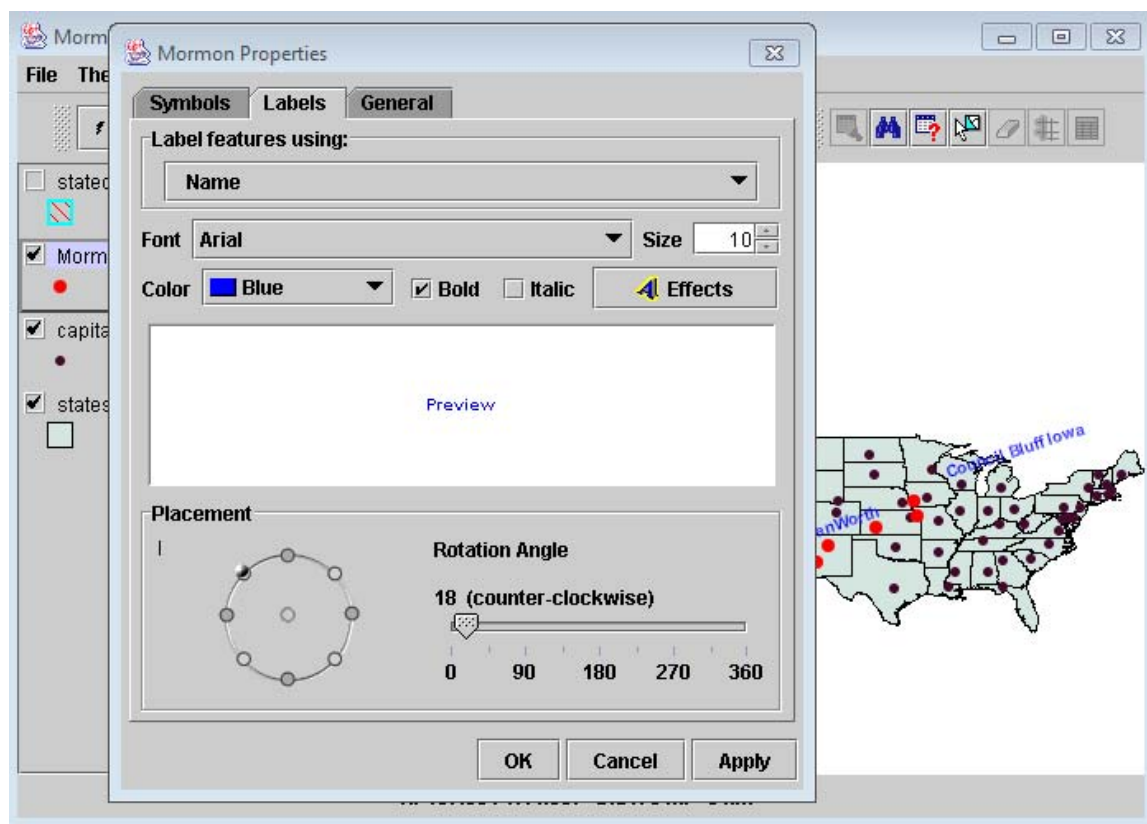 Morm
Mormon Properties
File The
Symbols Labels General
Label features using:
Name
Font Arial Size 10
Color Blue Bold Italic Effects
Preview
Placement
Rotation Angle
18 (counter-clockwise)
0 90 180 270 360
OK Cancel Apply
stated
Morm
capita
states
Council Bluff Iowa
anWorth